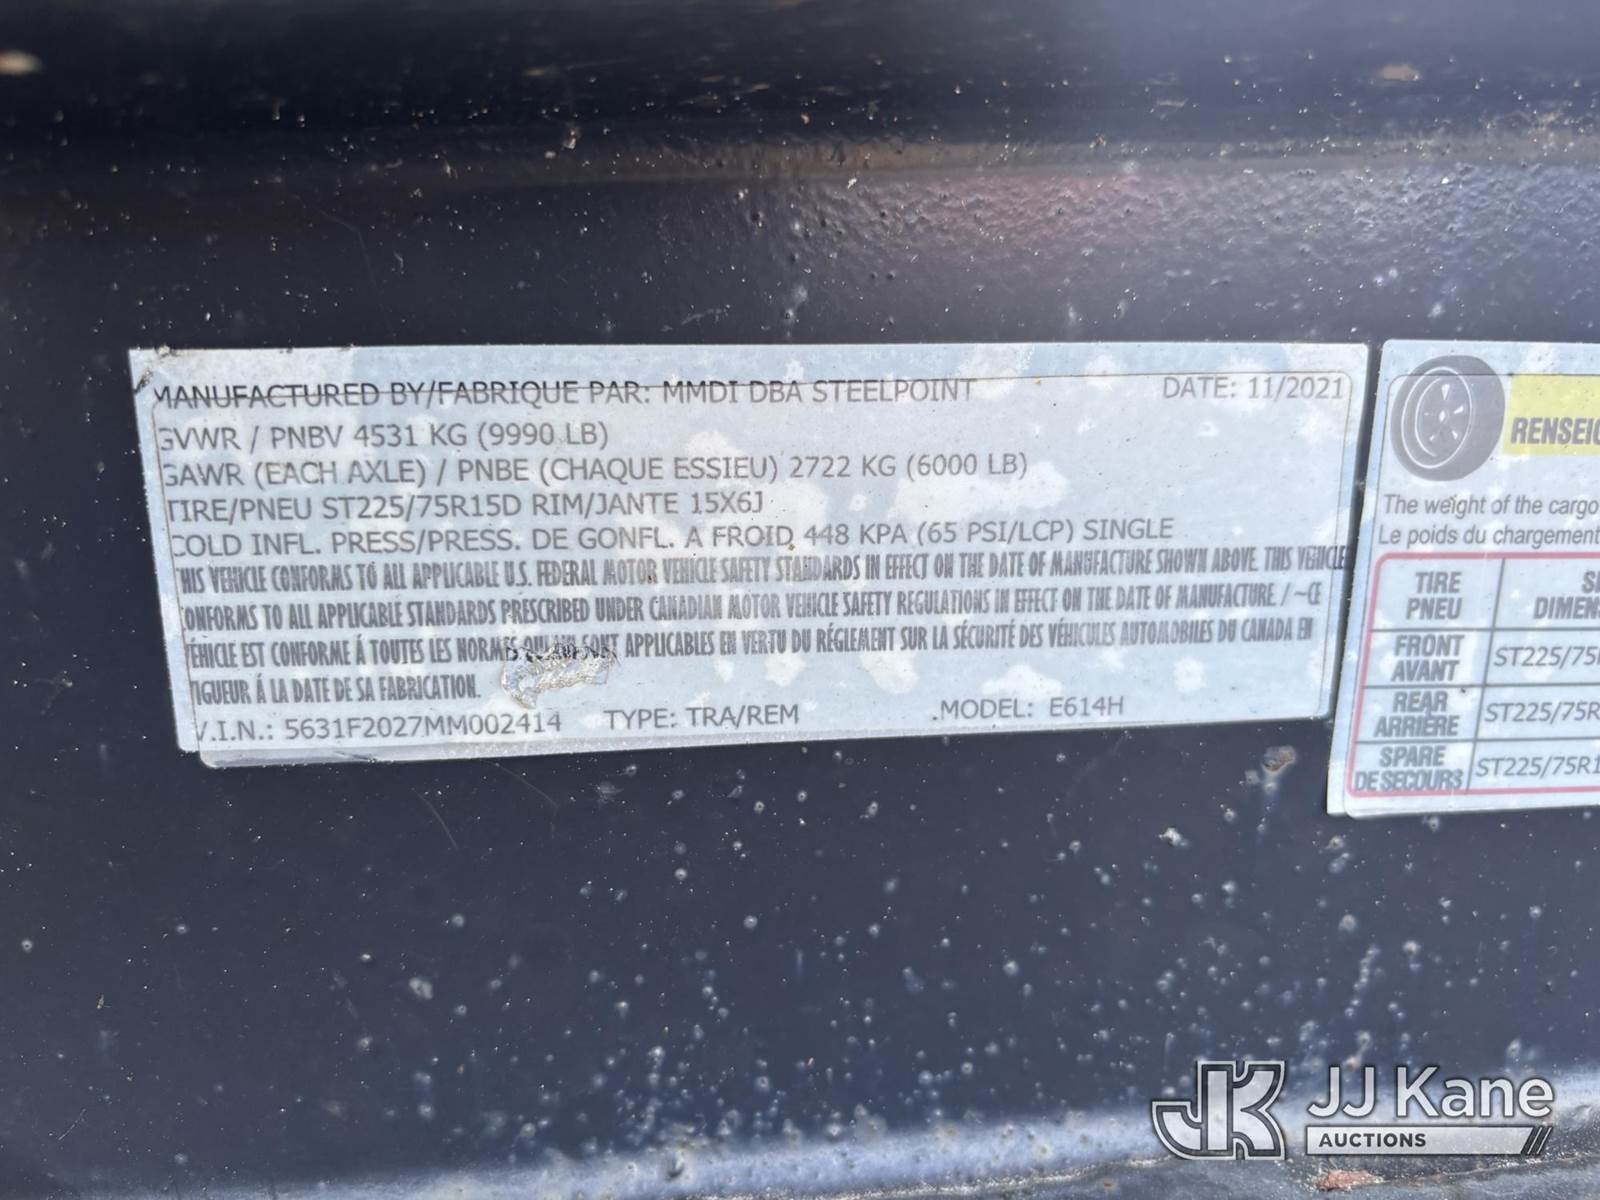 MANUFACTURED BY/FABRIQUE PAR: MMDI DBA STEELPOINT DATE: 11/2021
GVWR / PNBV 4531 KG (9990 LB)
GAWR (EACH AXLE) / PNBE (CHAQUE ESSIEU) 2722 KG (6000 LB)
TIRE/PNEU ST225/75R15D RIM/JANTE 15X6J
COLD INFL. PRESS/PRESS. DE GONFL. A FROID 448 KPA (65 PSI/LCP) SINGLE
THIS VEHICLE CONFORMS TO ALL APPLICABLE U.S. FEDERAL MOTOR VEHICLE SAFETY STANDARDS IN EFFECT ON THE DATE OF MANUFACTURE SHOWN ABOVE. THIS VEHICLE
CONFORMS TO ALL APPLICABLE STANDARDS PRESCRIBED UNDER CANADIAN MOTOR VEHICLE SAFETY REGULATIONS IN EFFECT ON THE DATE OF MANUFACTURE. / ~CE
VÉHICLE EST CONFORME À TOUTES LES NORMES QUI LUI SONT APPLICABLES EN VERTU DU RÉGLEMENT SUR LA SÉCURITÉ DES VÉHICULES AUTOMOBILES DU CANADA EN
VIGUEUR Á LA DATE DE SA FABRICATION.
V.I.N.: 5631F2027MM002414 TYPE: TRA/REM .MODEL: E614H
RENSEIG
The weight of the cargo
Le poids du chargement
TIRE SI
PNEU DIMENS
FRONT
AVANT ST225/75
REAR
ARRIÈRE ST225/75R
SPARE
DE SECOURS ST225/75R1
JK JJ Kane
AUCTIONS